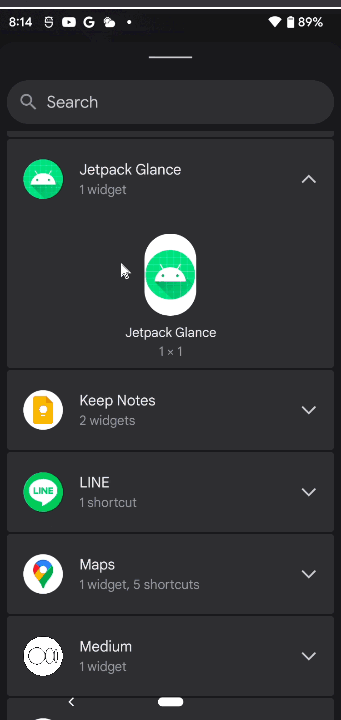 8:14 89%
Search
Jetpack Glance
1 widget
Jetpack Glance
1 × 1
Keep Notes
2 widgets
LINE
LINE
1 shortcut
Maps
1 widget, 5 shortcuts
Medium
1 widget